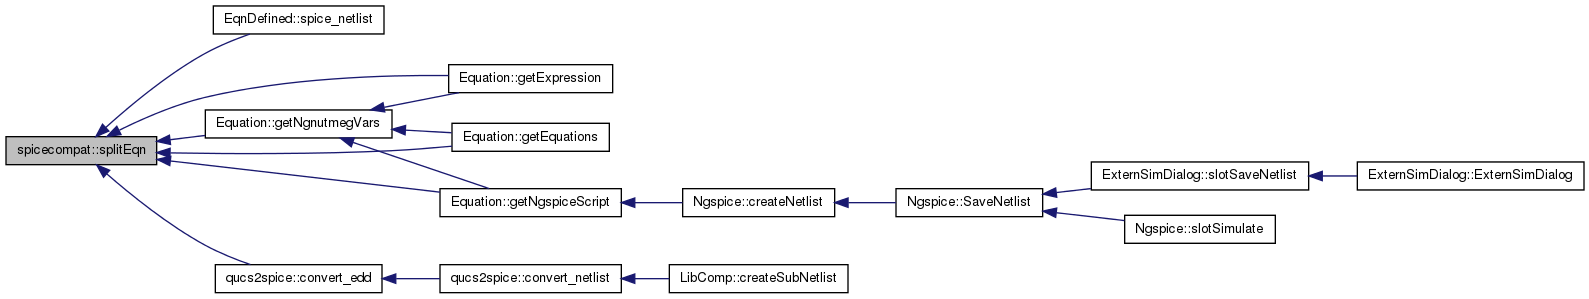 EqnDefined::spice_netlist
Equation::getExpression
Equation::getNgnutmegVars
Equation::getEquations
spicecompat::splitEqn
ExternSimDialog::slotSaveNetlist
ExternSimDialog::ExternSimDialog
Equation::getNgspiceScript
Ngspice::createNetlist
Ngspice::SaveNetlist
Ngspice::slotSimulate
qucs2spice::convert_edd
qucs2spice::convert_netlist
LibComp::createSubNetlist